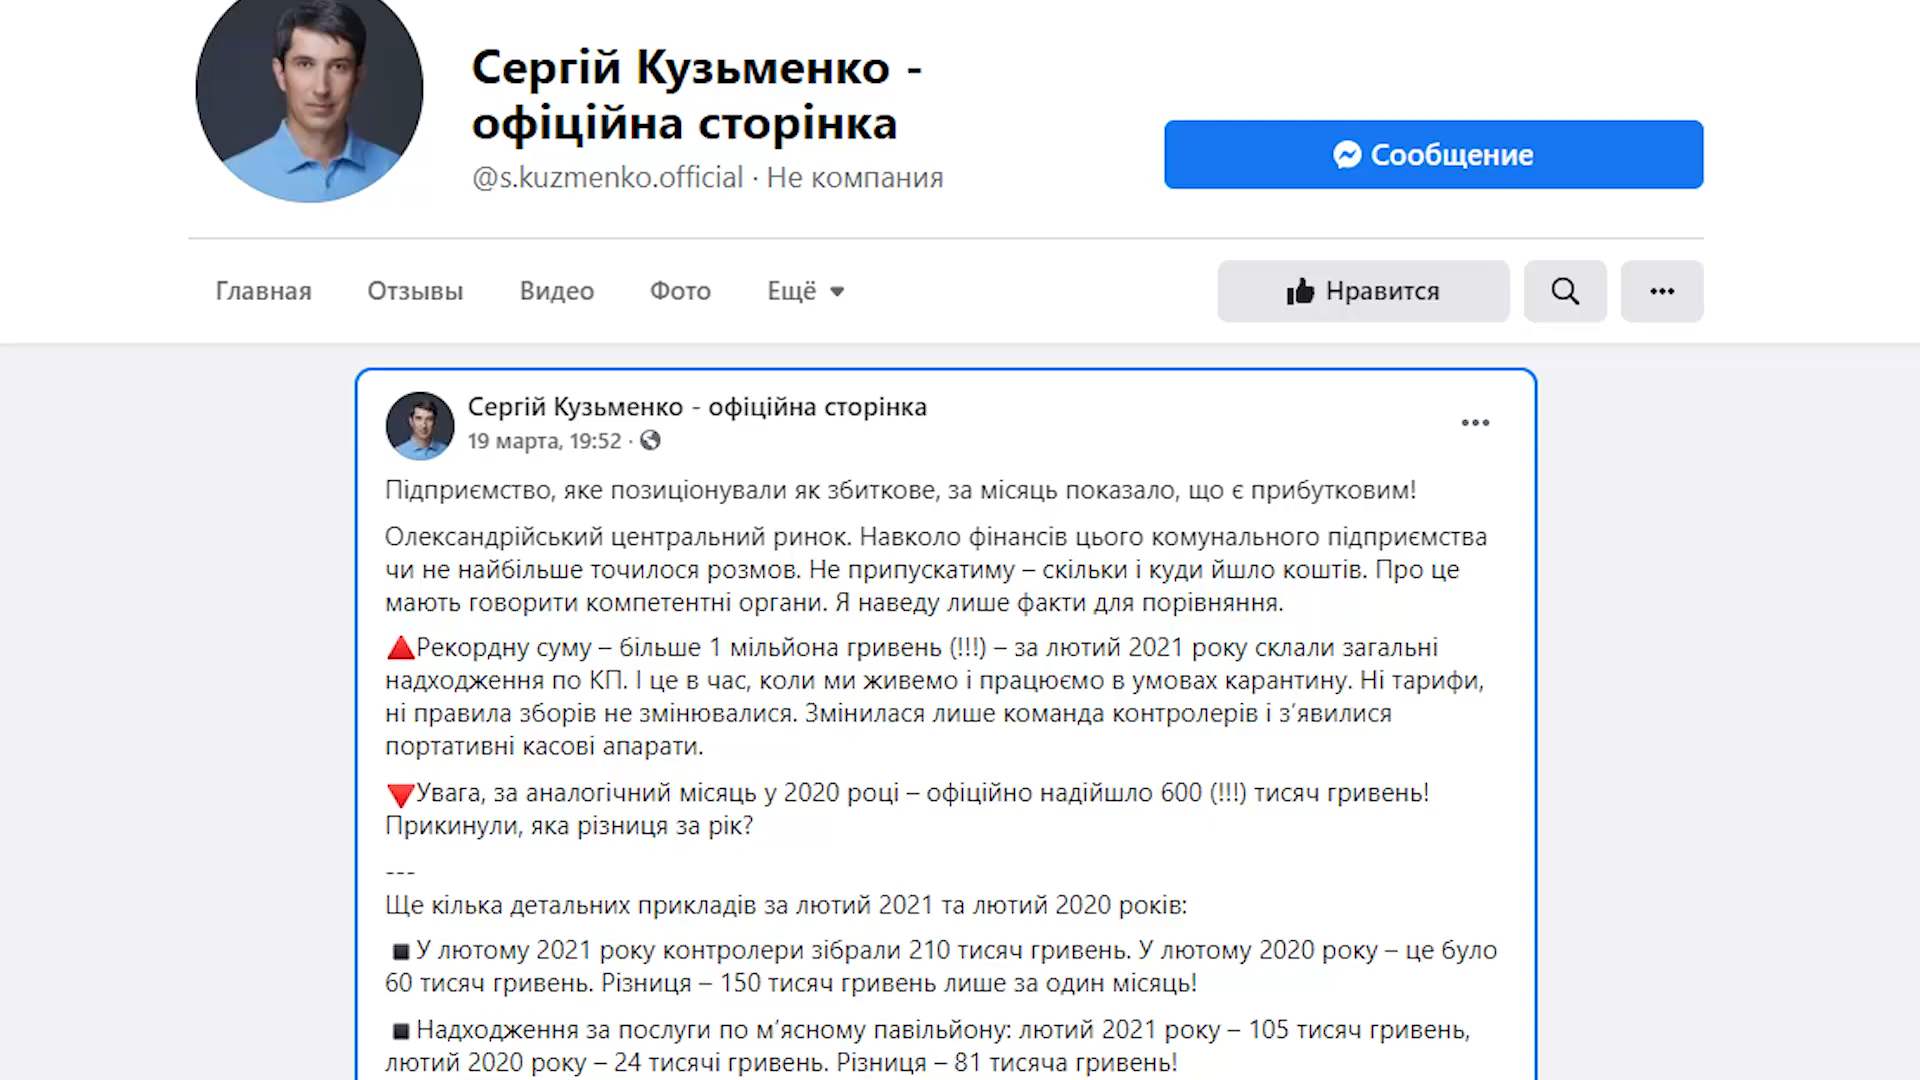 Сергій Кузьменко -
офіційна сторінка
@s.kuzmenko.official · Не компания
Сообщение
Главная
Отзывы
Видео
Фото
Ещё
Нравится
Сергій Кузьменко - офіційна сторінка
19 марта, 19:52 ·
Підприємство, яке позиціонували як збиткове, за місяць показало, що є прибутковим!
Олександрійський центральний ринок. Навколо фінансів цього комунального підприємства
чи не найбільше точилося розмов. Не припускатиму – скільки і куди йшло коштів. Про це
мають говорити компетентні органи. Я наведу лише факти для порівняння.
🔺Рекордну суму – більше 1 мільйона гривень (!!!) – за лютий 2021 року склали загальні
надходження по КП. І це в час, коли ми живемо і працюємо в умовах карантину. Ні тарифи,
ні правила зборів не змінювалися. Змінилася лише команда контролерів і з’явилися
портативні касові апарати.
🔻Увага, за аналогічний місяць у 2020 році – офіційно надійшло 600 (!!!) тисяч гривень!
Прикинули, яка різниця за рік?
---
Ще кілька детальних прикладів за лютий 2021 та лютий 2020 років:
◾У лютому 2021 року контролери зібрали 210 тисяч гривень. У лютому 2020 року – це було
60 тисяч гривень. Різниця – 150 тисяч гривень лише за один місяць!
◾Надходження за послуги по м’ясному павільйону: лютий 2021 року – 105 тисяч гривень,
лютий 2020 року – 24 тисячі гривень. Різниця – 81 тисяча гривень!